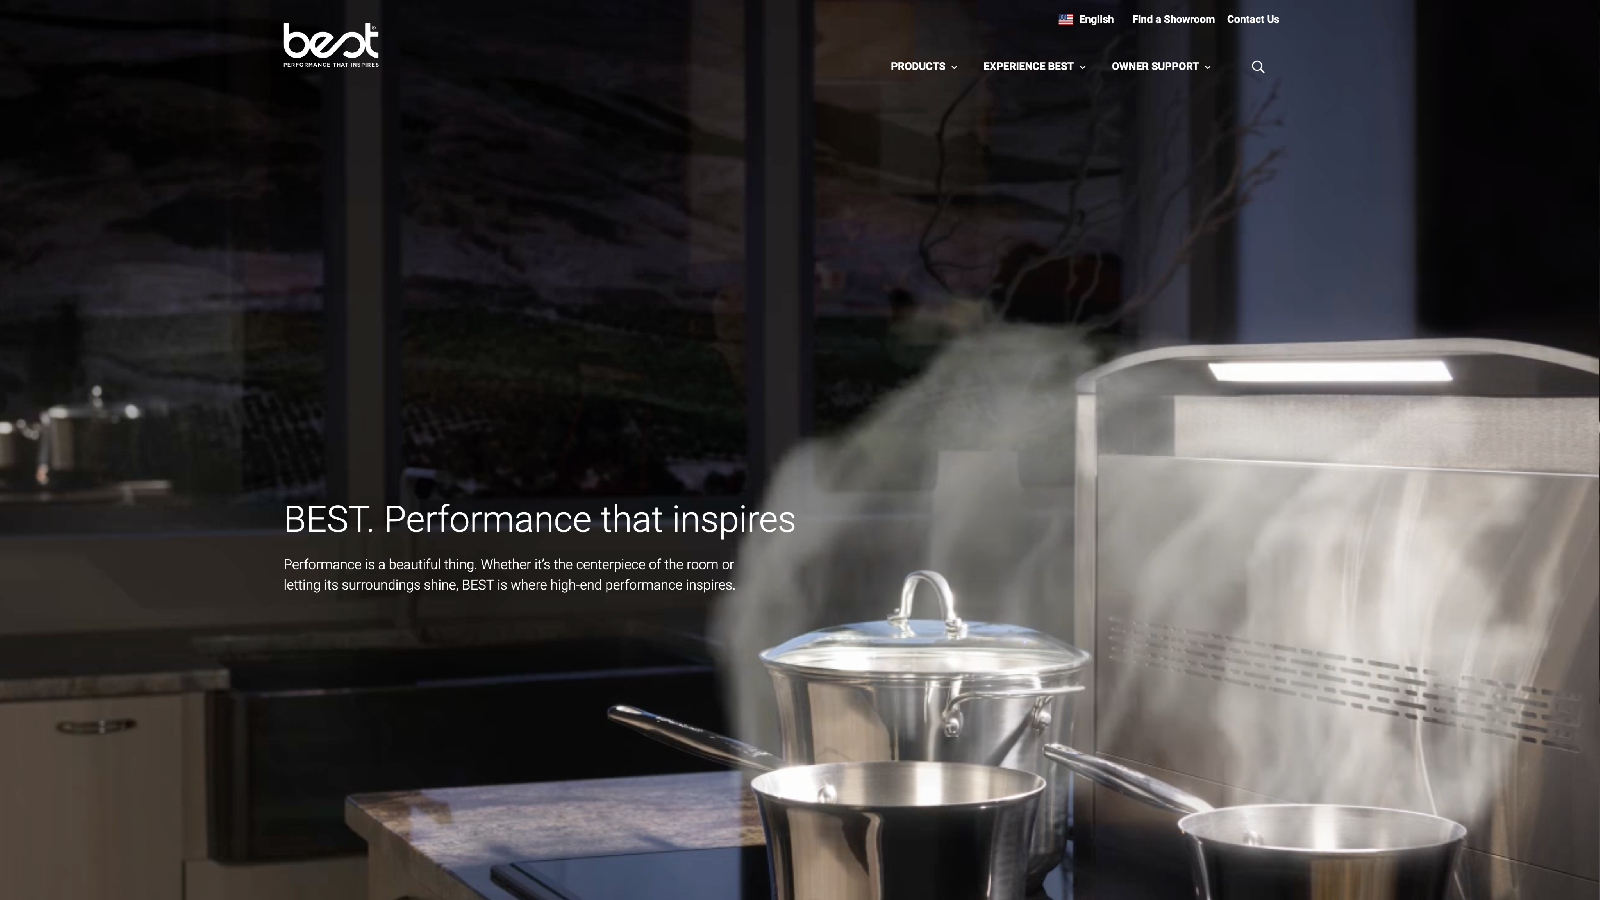 best
PERFORMANCE THAT INSPIRES
English
Find a Showroom
Contact Us
PRODUCTS
EXPERIENCE BEST
OWNER SUPPORT
BEST. Performance that inspires
Performance is a beautiful thing. Whether it's the centerpiece of the room or
letting its surroundings shine, BEST is where high-end performance inspires.